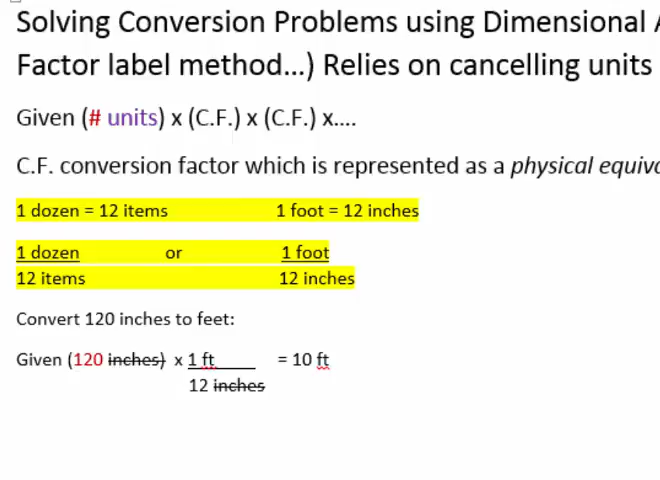 Solving Conversion Problems using Dimensional
Factor label method...) Relies on cancelling units
Given (# units) x (C.F.) x (C.F.) x....
C.F. conversion factor which is represented as a physical
1 dozen = 12 items 1 foot = 12 inches
1 dozen or 1 foot
12 items 12 inches
Convert 120 inches to feet:
Given (120 inches) x 1 ft = 10 ft
12 inches